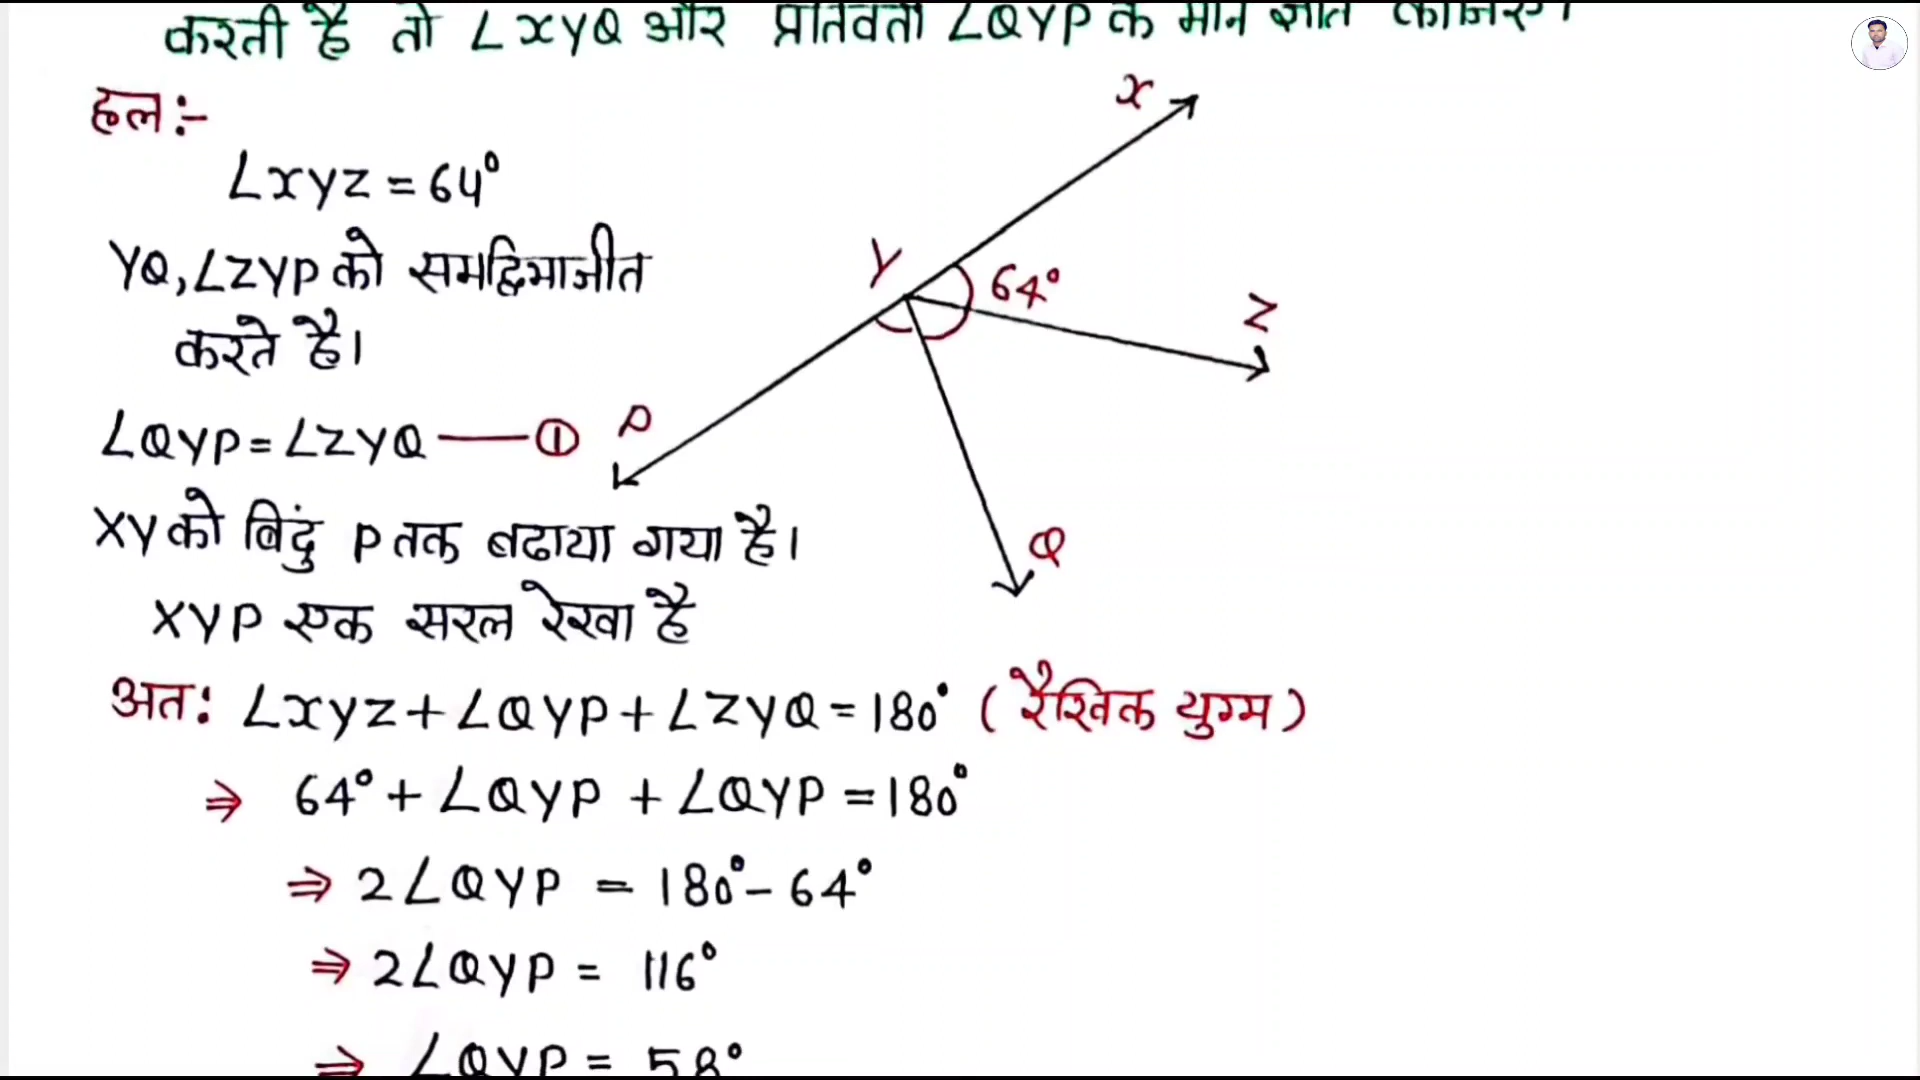 करती है तो ∠XYQ और प्रतिवर्ती ∠QYP के मान ज्ञात कीजिए।
हल:-
∠XYZ = 64°
YQ, ∠ZYP को समद्विभाजीत
करते है।
∠QYP = ∠ZYQ —— ①
XY को बिंदु P तक बढाया गया है।
XYP एक सरल रेखा है
अत: ∠XYZ + ∠QYP + ∠ZYQ = 180° (रैखिक युग्म)
⇒ 64° + ∠QYP + ∠QYP = 180°
⇒ 2∠QYP = 180° - 64°
⇒ 2∠QYP = 116°
⇒ ∠QYP = 58°
X
Y
64°
Z
P
Q